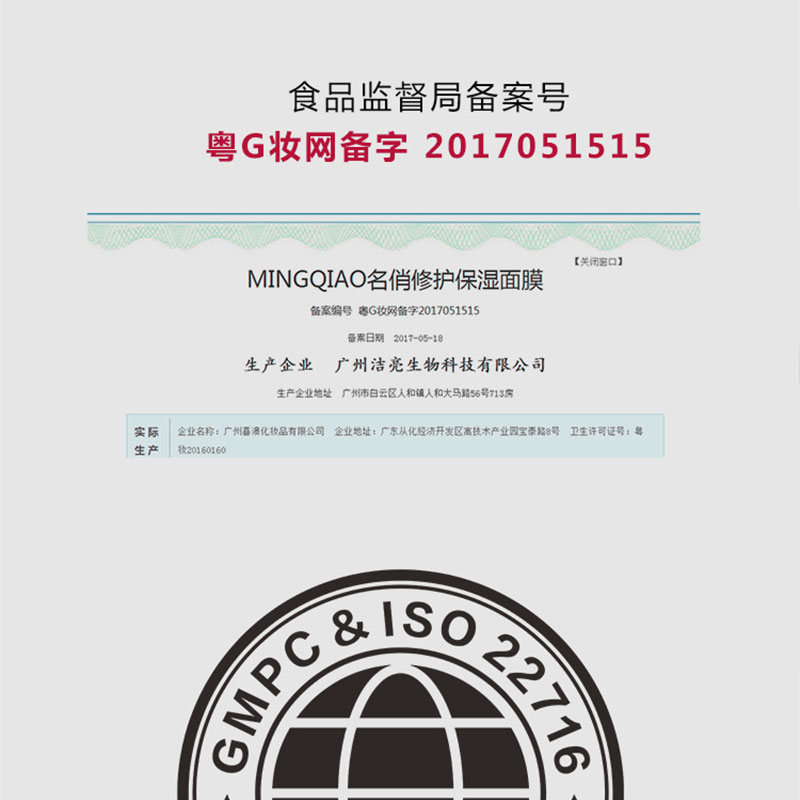 食品监督局备案号
粤G妆网备字 2017051515
【关闭窗口】
MINGQIAO名俏修护保湿面膜
备案编号 粤G妆网备字2017051515
备案日期 2017-05-18
生产企业 广州洁亮生物科技有限公司
生产企业地址 广州市白云区人和镇人和大马路56号713房
实际
生产
企业名称：广州喜澳化妆品有限公司 企业地址：广东从化经济开发区高技术产业园宝泰路8号 卫生许可证号：粤
妆20160160
GMPC & ISO 22716